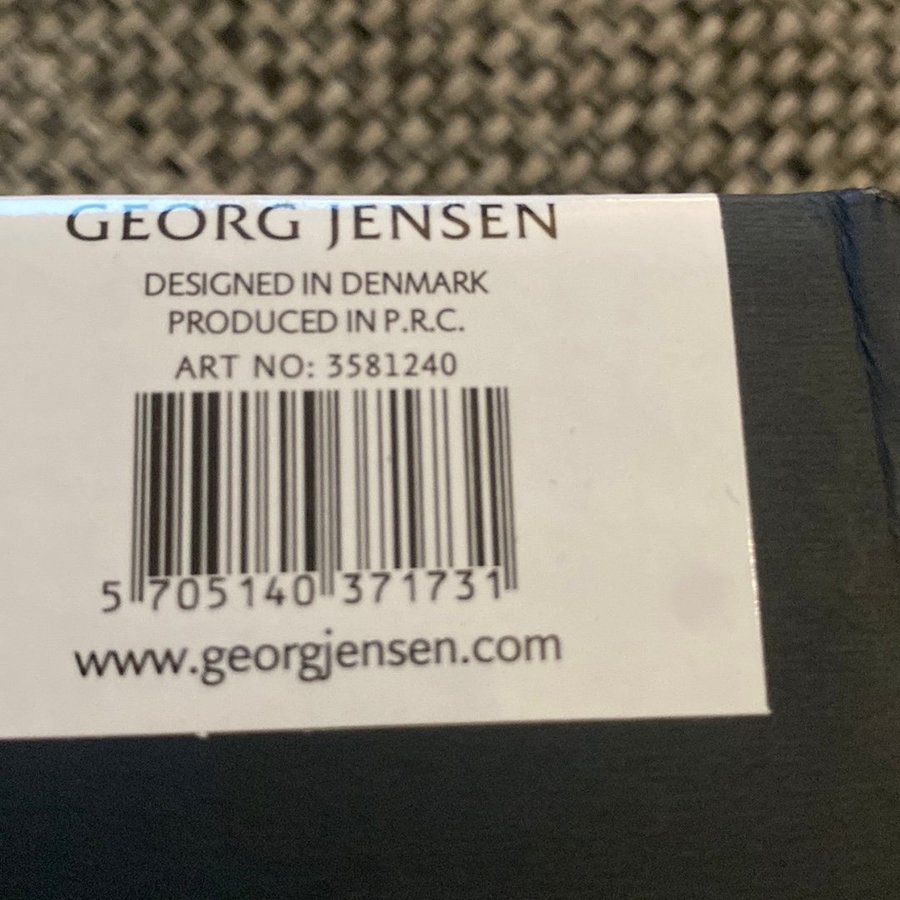 GEORG JENSEN
DESIGNED IN DENMARK
PRODUCED IN P.R.C.
ART NO: 3581240
5 705140 371731
www.georgjensen.com